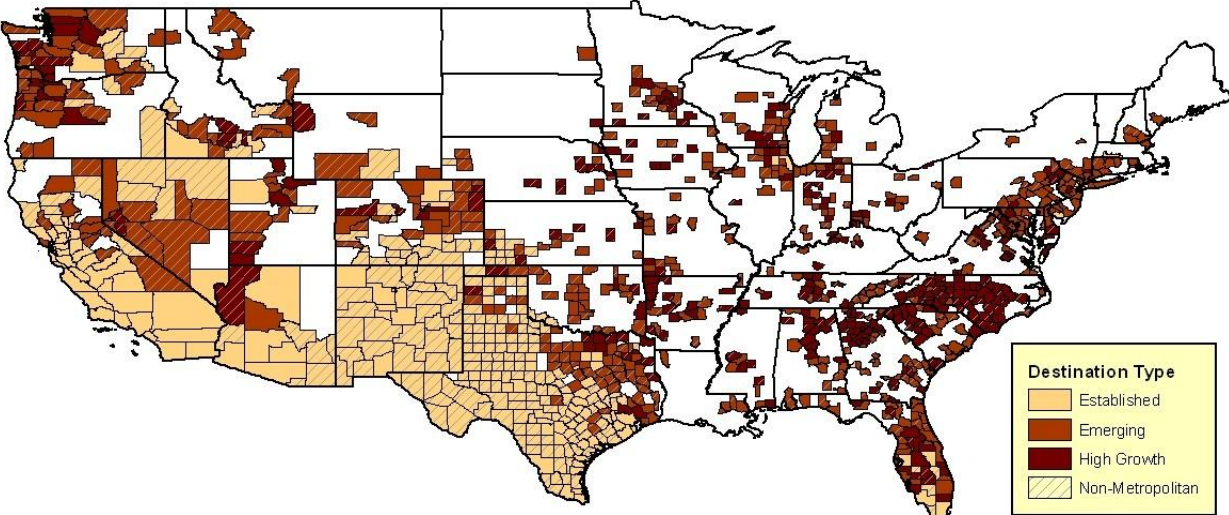 Destination Type
Established
Emerging
High Growth
Non-Metropolitan